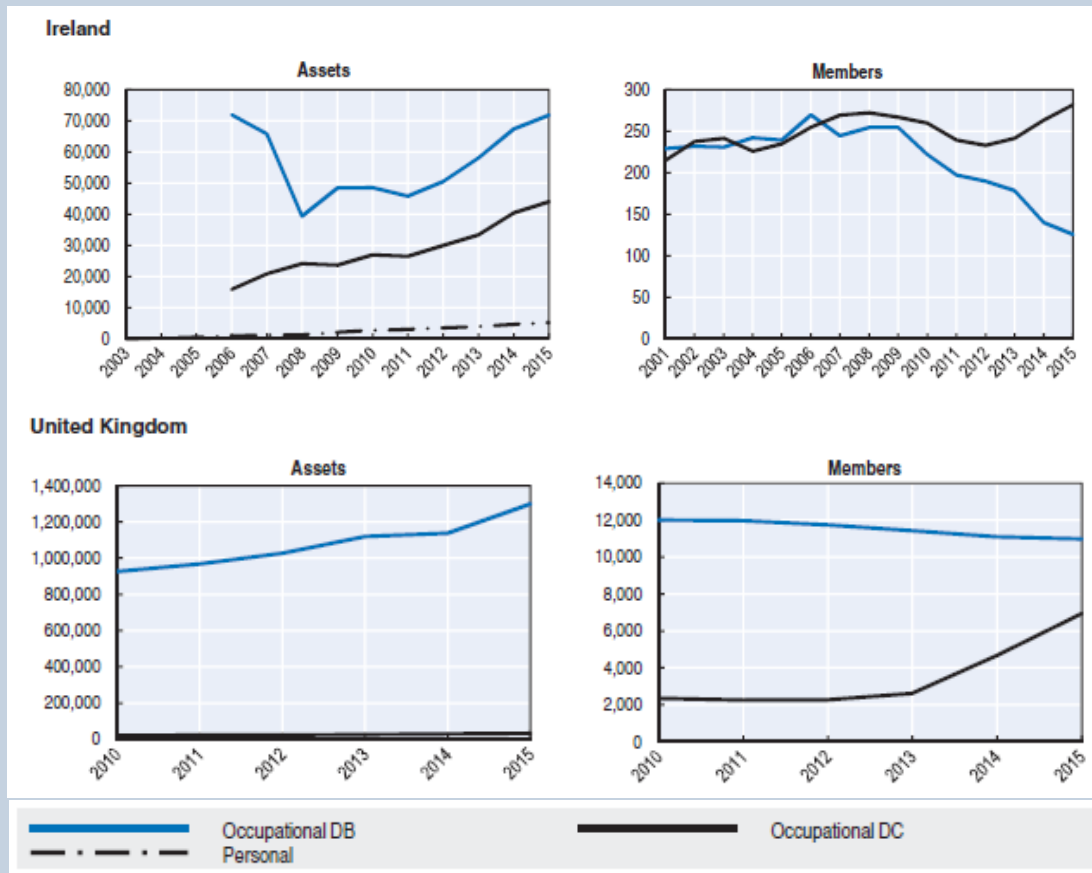 Ireland
Assets
80,000
70,000
60,000
50,000
40,000
30,000
20,000
10,000
0
2003 2004 2005 2006 2007 2008 2009 2010 2011 2012 2013 2014 2015
Members
300
250
200
150
100
50
0
2001 2002 2003 2004 2005 2006 2007 2008 2009 2010 2011 2012 2013 2014 2015
United Kingdom
Assets
1,400,000
1,200,000
1,000,000
800,000
600,000
400,000
200,000
0
2010 2011 2012 2013 2014 2015
Members
14,000
12,000
10,000
8,000
6,000
4,000
2,000
0
2010 2011 2012 2013 2014 2015
Occupational DB
Occupational DC
Personal